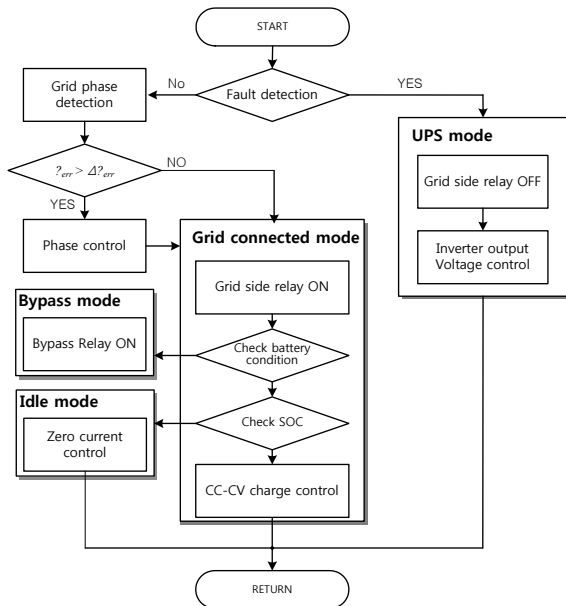 START
Fault detection
No
YES
Grid phase
detection
?err > Δ?err
NO
YES
Phase control
UPS mode
Grid side relay OFF
Inverter output
Voltage control
Grid connected mode
Grid side relay ON
Check battery
condition
Check SOC
CC-CV charge control
Bypass mode
Bypass Relay ON
Idle mode
Zero current
control
RETURN